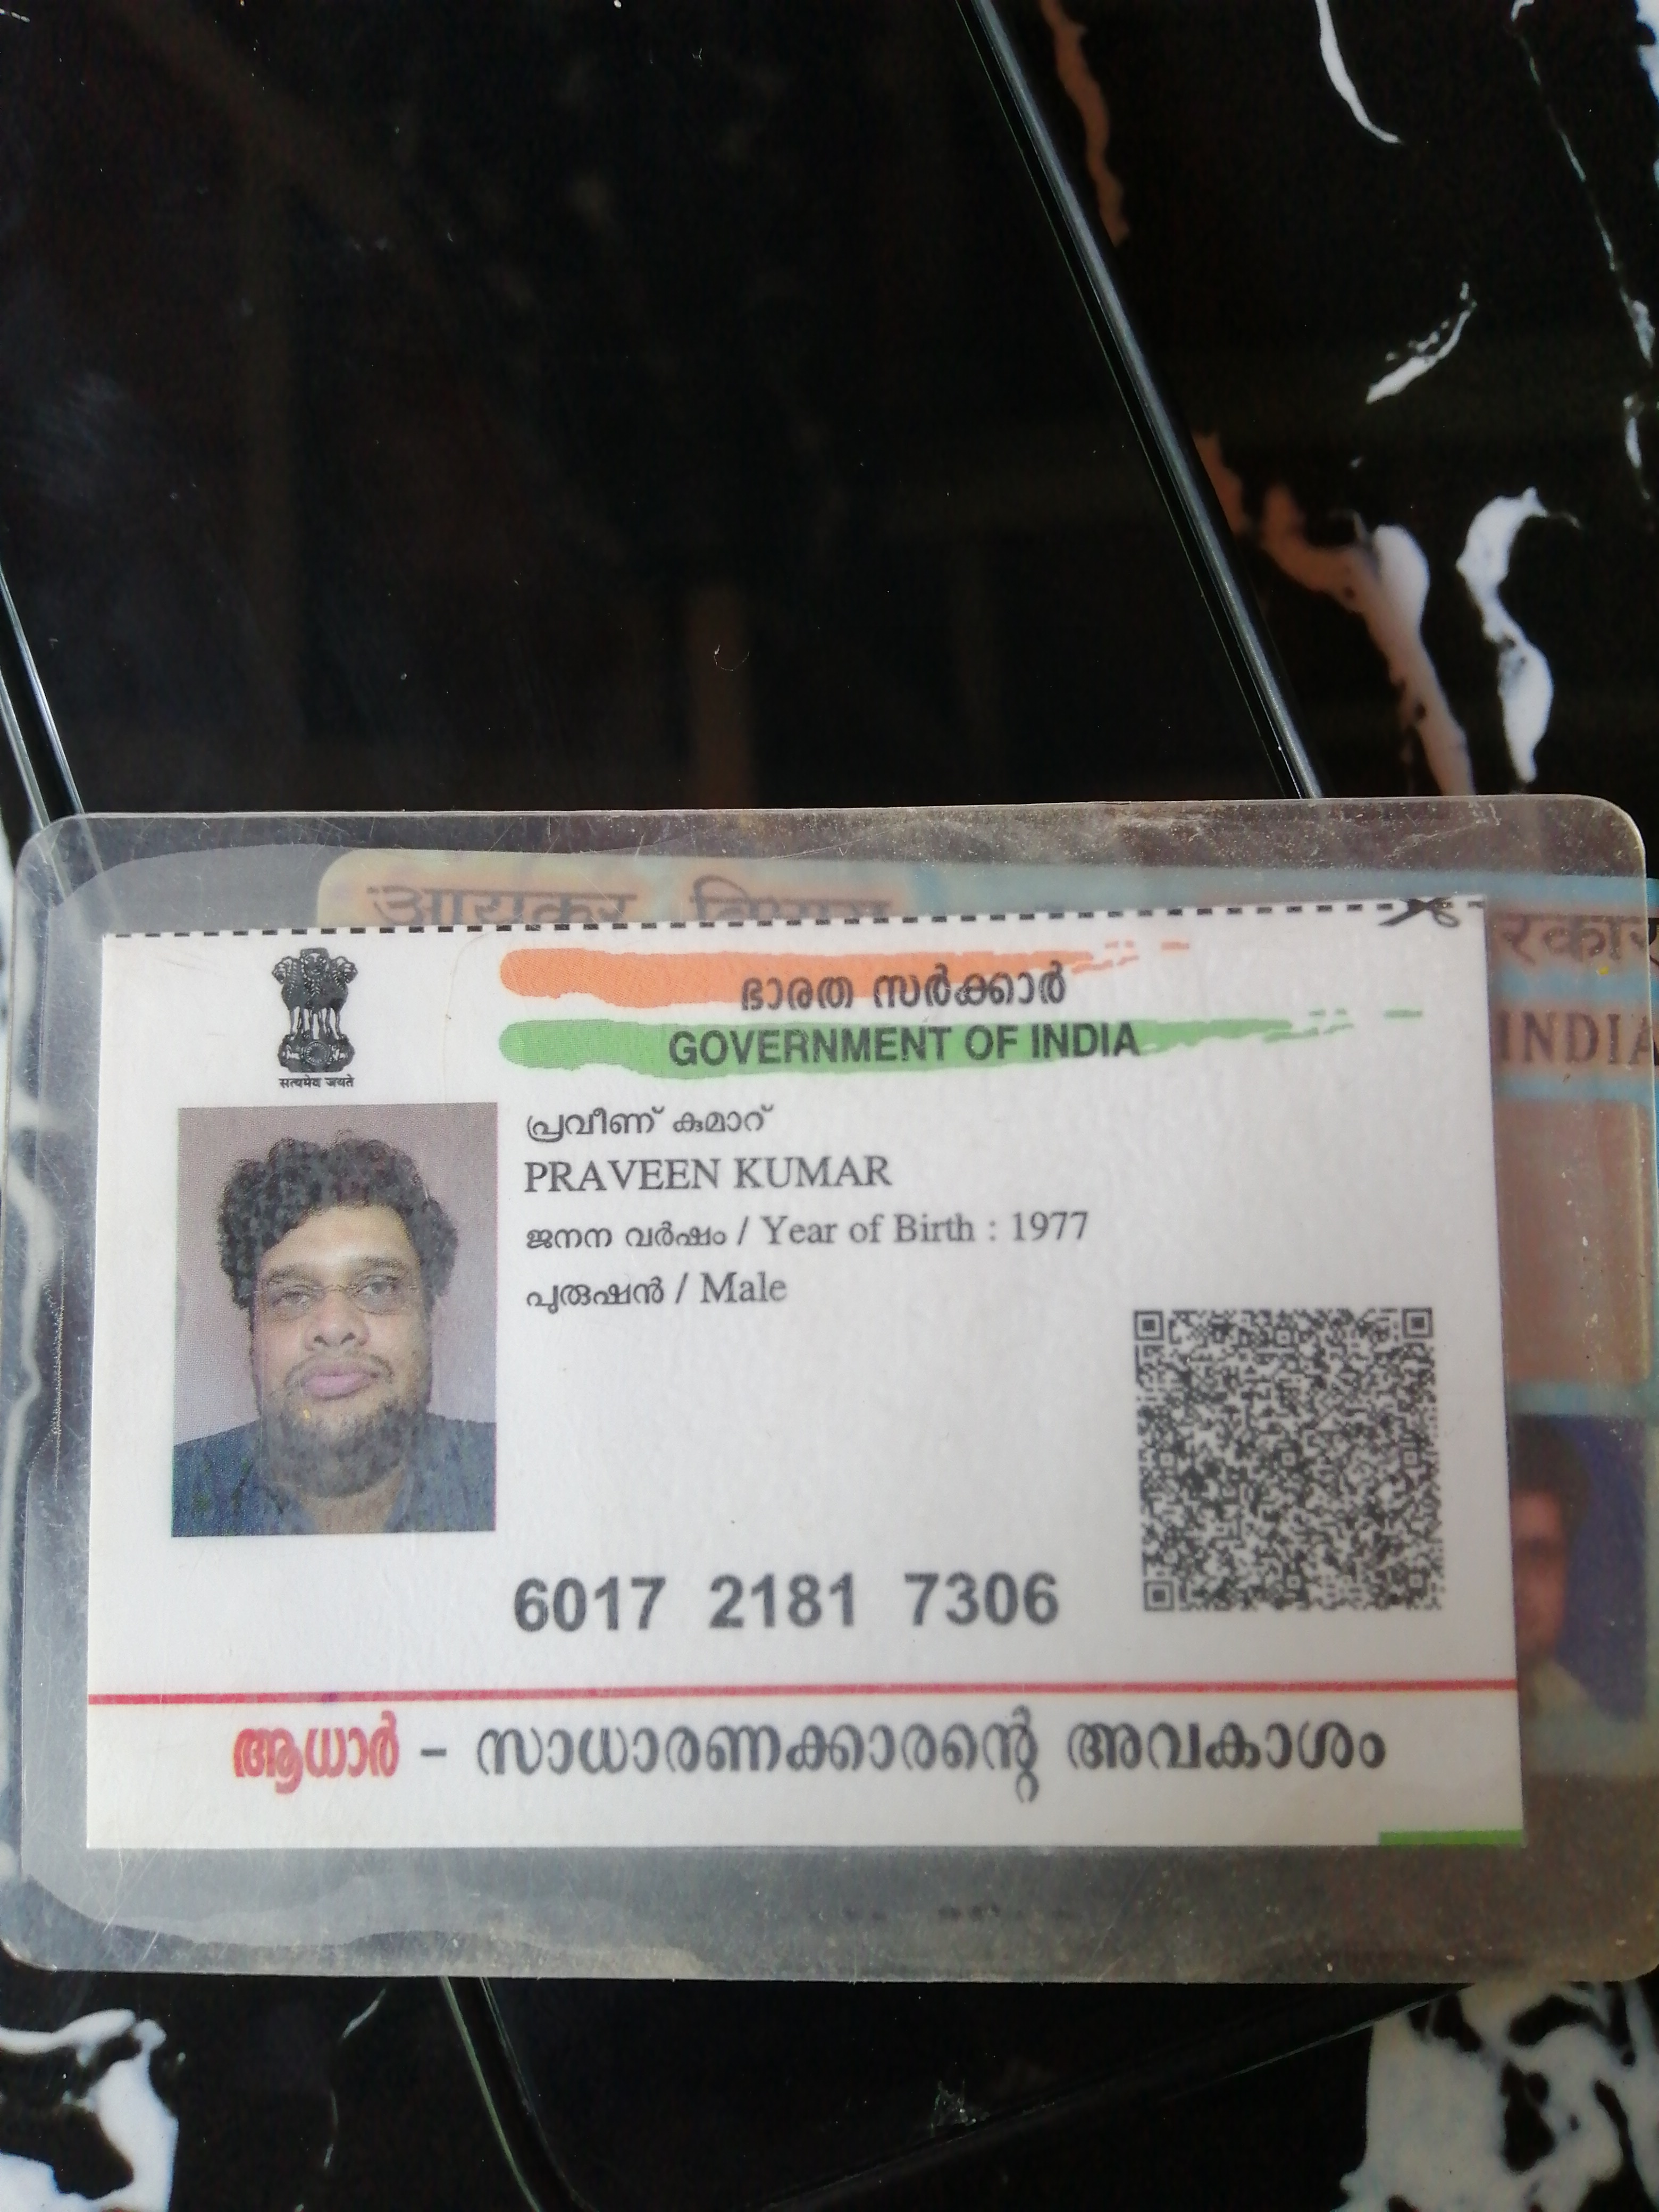 आयकर विभाग
रकार
INDIA
सत्यमेव जयते
ഭാരത സർക്കാർ
GOVERNMENT OF INDIA
പ്രവീണ് കുമാറ്
PRAVEEN KUMAR
ജനന വർഷം / Year of Birth : 1977
പുരുഷൻ / Male
6017 2181 7306
ആധാർ – സാധാരണക്കാരന്റെ അവകാശം